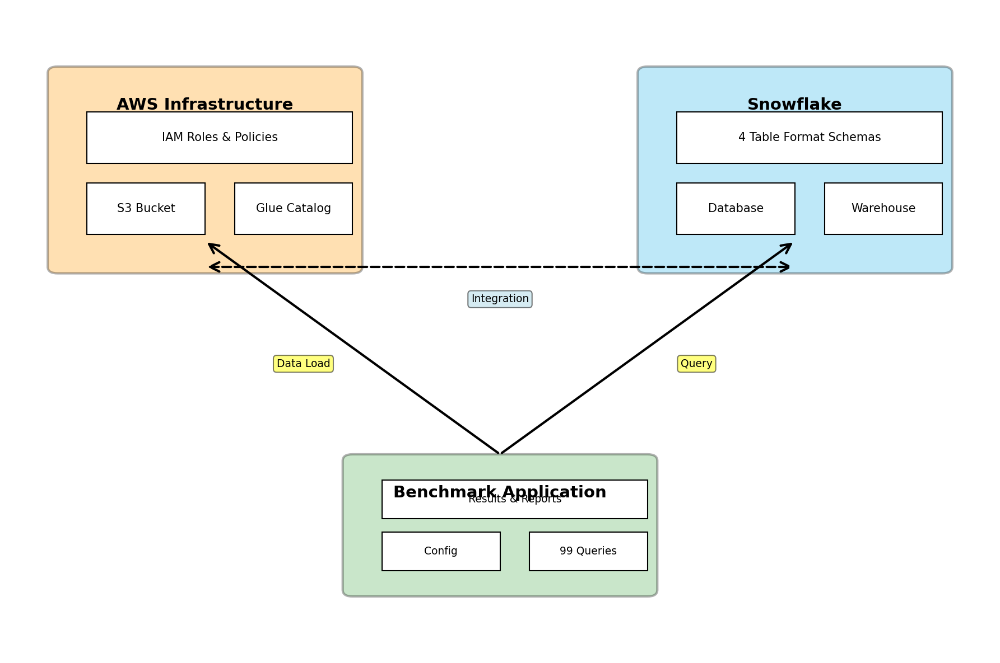 AWS Infrastructure
IAM Roles & Policies
S3 Bucket
Glue Catalog
Snowflake
4 Table Format Schemas
Database
Warehouse
Integration
Data Load
Query
Benchmark Application
Results & Reports
Config
99 Queries